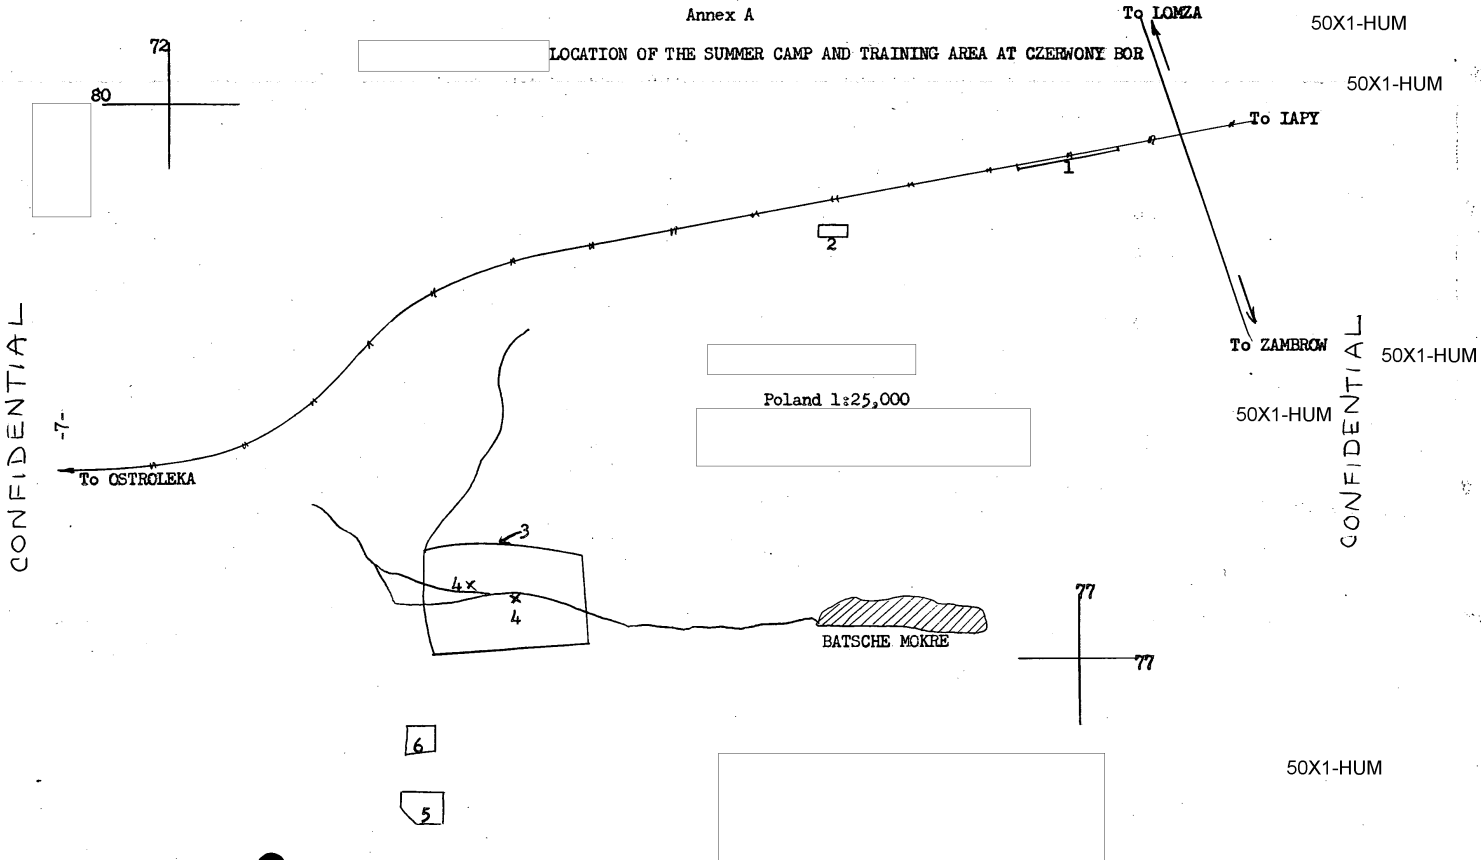 Annex A
To LOMZA
50X1-HUM
72
LOCATION OF THE SUMMER CAMP AND TRAINING AREA AT CZERWONY BOR
50X1-HUM
80
To IAPY
1
2
CONFIDENTIAL
To ZAMBROW
CONFIDENTIAL
50X1-HUM
Poland 1:25,000
50X1-HUM
-7-
To OSTROLEKA
3
4
4
77
BATSCHE MOKRE
77
6
50X1-HUM
5